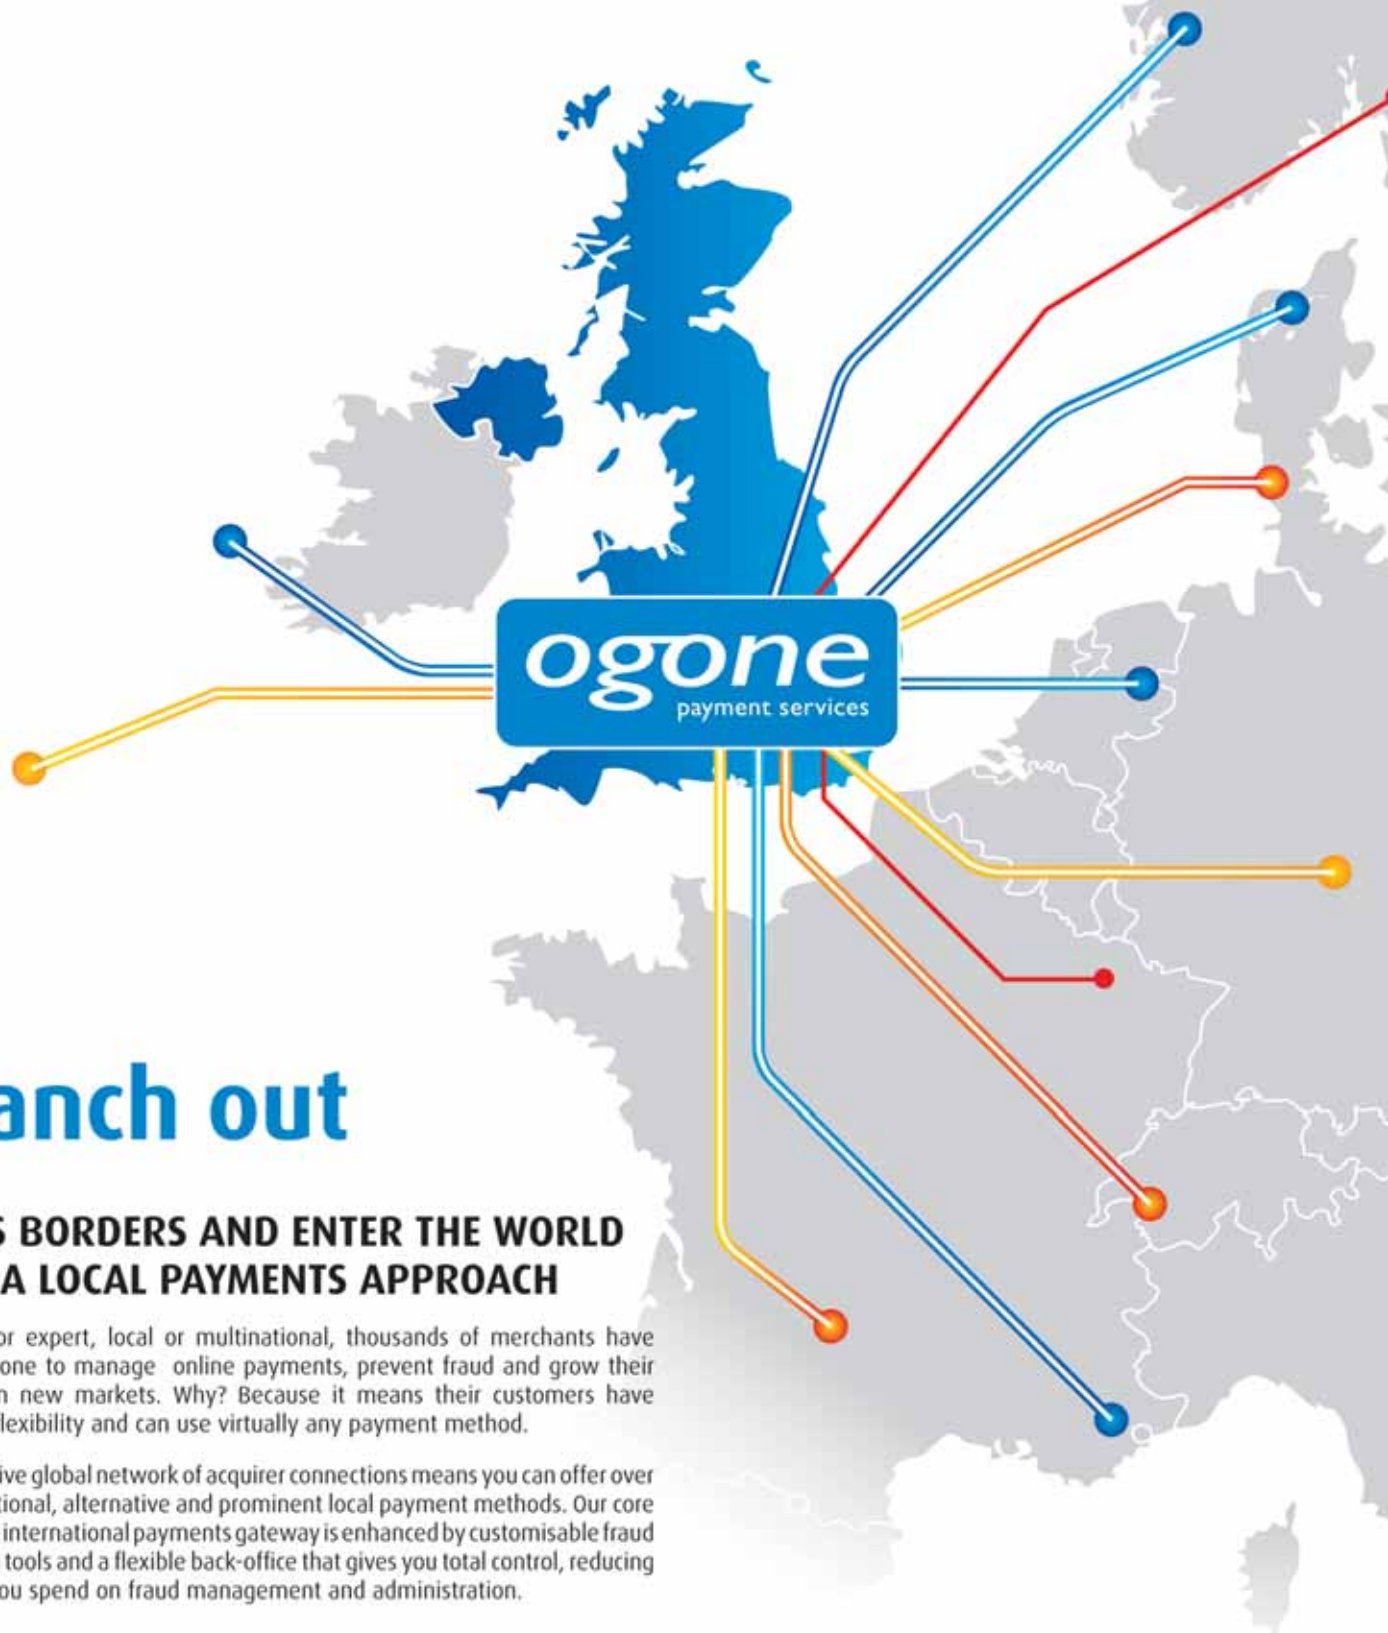 ogone
payment services
anch out
S BORDERS AND ENTER THE WORLD
A LOCAL PAYMENTS APPROACH
or expert, local or multinational, thousands of merchants have
one to manage online payments, prevent fraud and grow their
n new markets. Why? Because it means their customers have
lexibility and can use virtually any payment method.
ive global network of acquirer connections means you can offer over
tional, alternative and prominent local payment methods. Our core
international payments gateway is enhanced by customisable fraud
tools and a flexible back-office that gives you total control, reducing
ou spend on fraud management and administration.